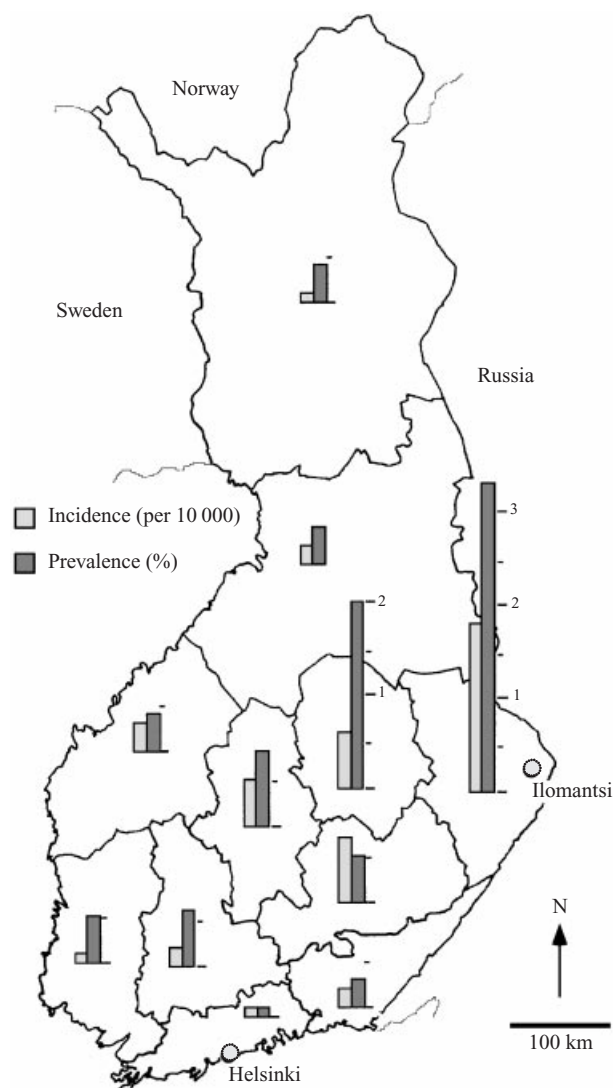 Norway
Sweden
Russia
Incidence (per 10 000)
Prevalence (%)
3
2
1
2
1
Ilomantsi
N
100 km
Helsinki